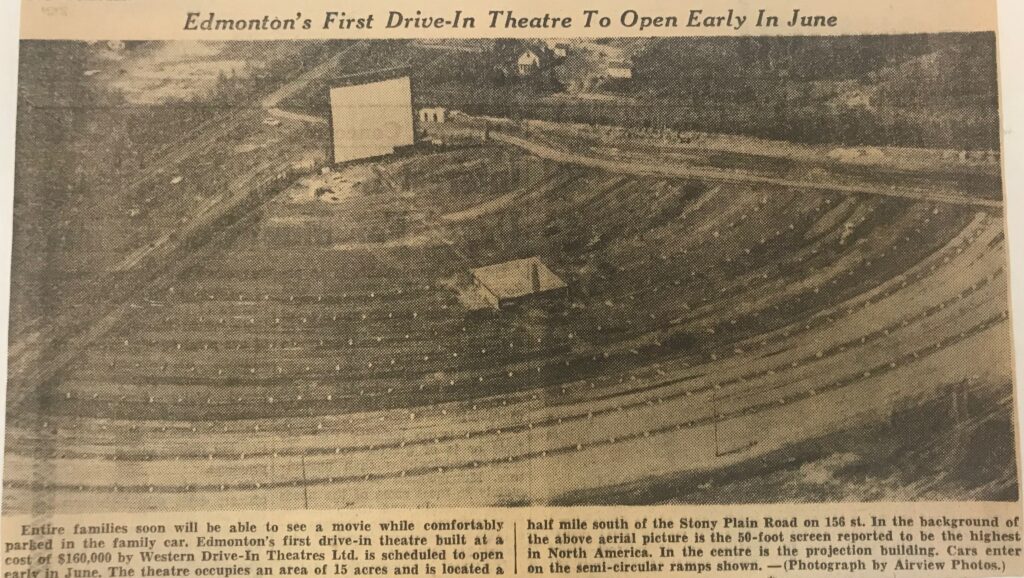 Edmonton's First Drive-In Theatre To Open Early In June
Entire families soon will be able to see a movie while comfortably
parked in the family car. Edmonton's first drive-in theatre built at a
cost of $160,000 by Western Drive-In Theatres Ltd. is scheduled to open
early in June. The theatre occupies an area of 15 acres and is located a
half mile south of the Stony Plain Road on 156 st. In the background of
the above aerial picture is the 50-foot screen reported to be the highest
in North America. In the centre is the projection building. Cars enter
on the semi-circular ramps shown. —(Photograph by Airview Photos.)